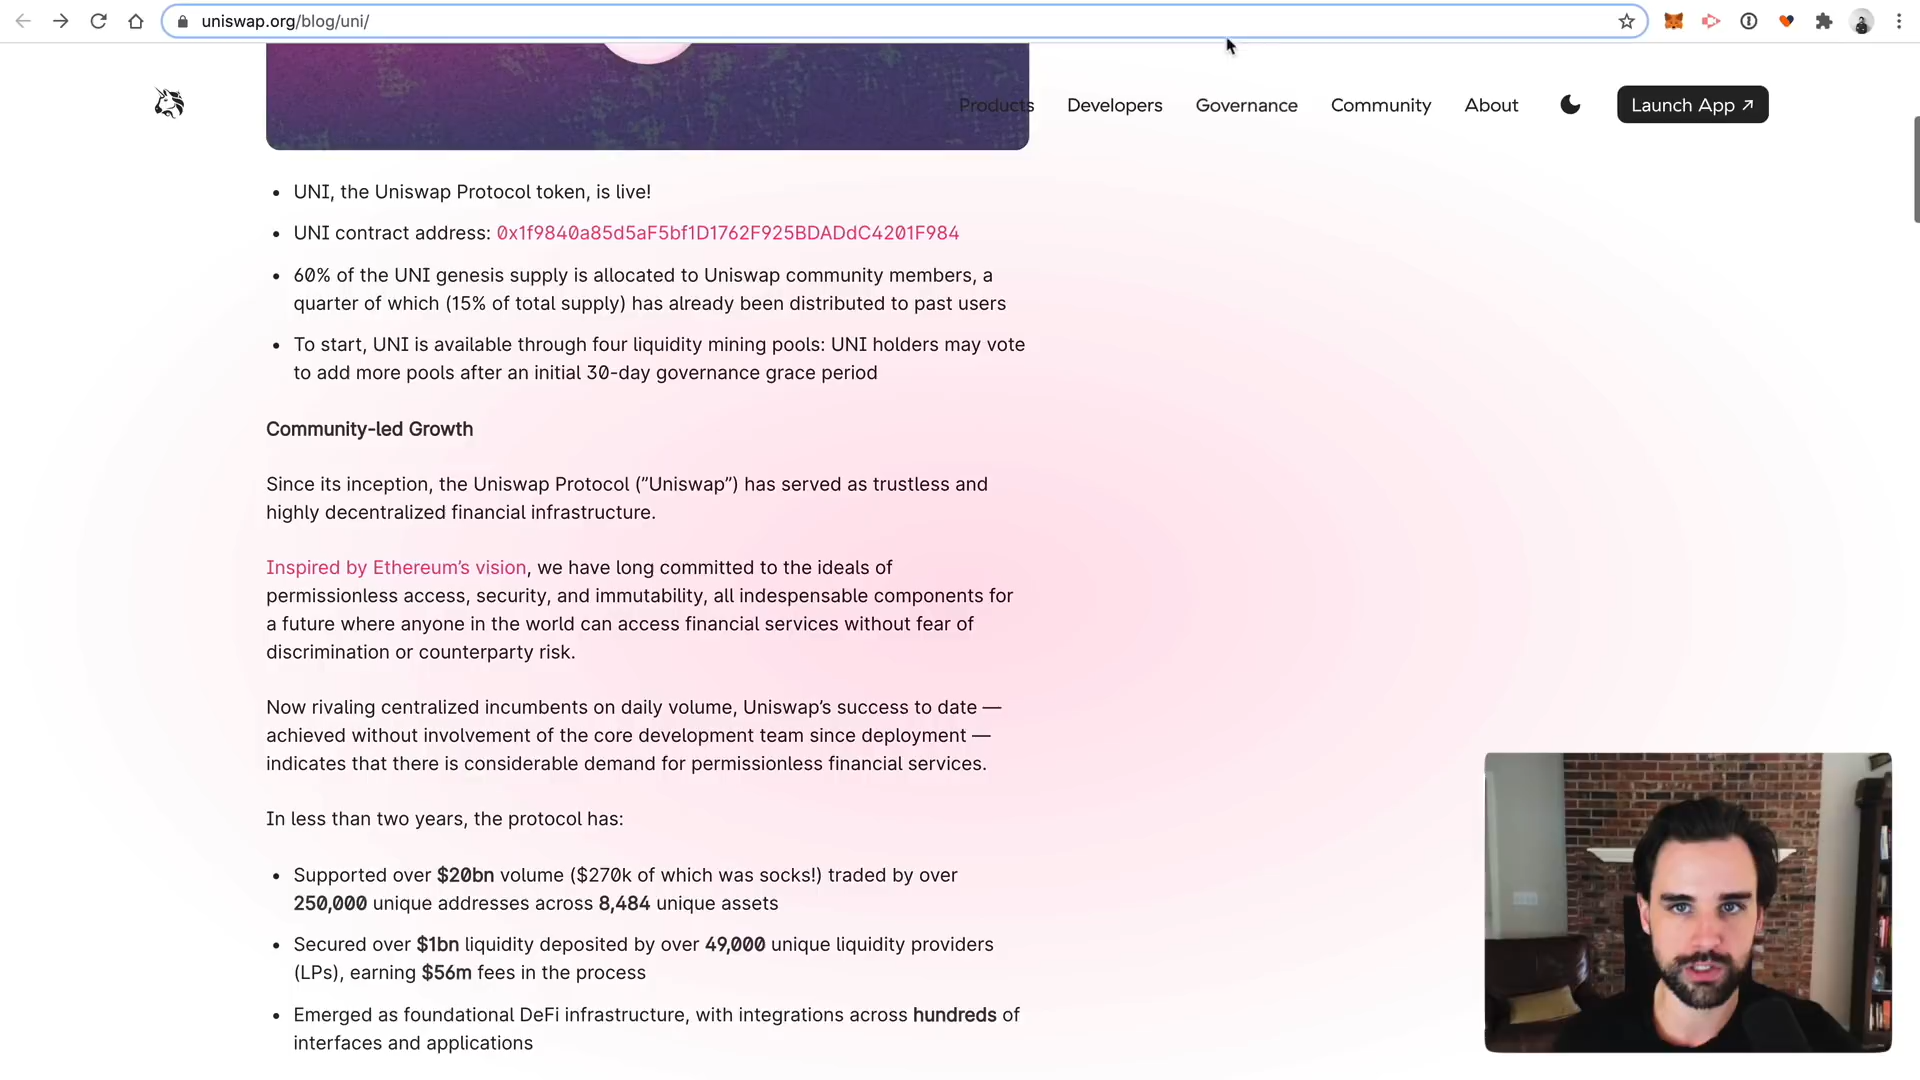 uniswap.org/blog/uni/
Products Developers Governance Community About Launch App ↗
• UNI, the Uniswap Protocol token, is live!
• UNI contract address: 0x1f9840a85d5aF5bf1D1762F925BDADdC4201F984
• 60% of the UNI genesis supply is allocated to Uniswap community members, a
quarter of which (15% of total supply) has already been distributed to past users
• To start, UNI is available through four liquidity mining pools: UNI holders may vote
to add more pools after an initial 30-day governance grace period
Community-led Growth
Since its inception, the Uniswap Protocol (”Uniswap”) has served as trustless and
highly decentralized financial infrastructure.
Inspired by Ethereum’s vision, we have long committed to the ideals of
permissionless access, security, and immutability, all indespensable components for
a future where anyone in the world can access financial services without fear of
discrimination or counterparty risk.
Now rivaling centralized incumbents on daily volume, Uniswap’s success to date —
achieved without involvement of the core development team since deployment —
indicates that there is considerable demand for permissionless financial services.
In less than two years, the protocol has:
• Supported over $20bn volume ($270k of which was socks!) traded by over
250,000 unique addresses across 8,484 unique assets
• Secured over $1bn liquidity deposited by over 49,000 unique liquidity providers
(LPs), earning $56m fees in the process
• Emerged as foundational DeFi infrastructure, with integrations across hundreds of
interfaces and applications